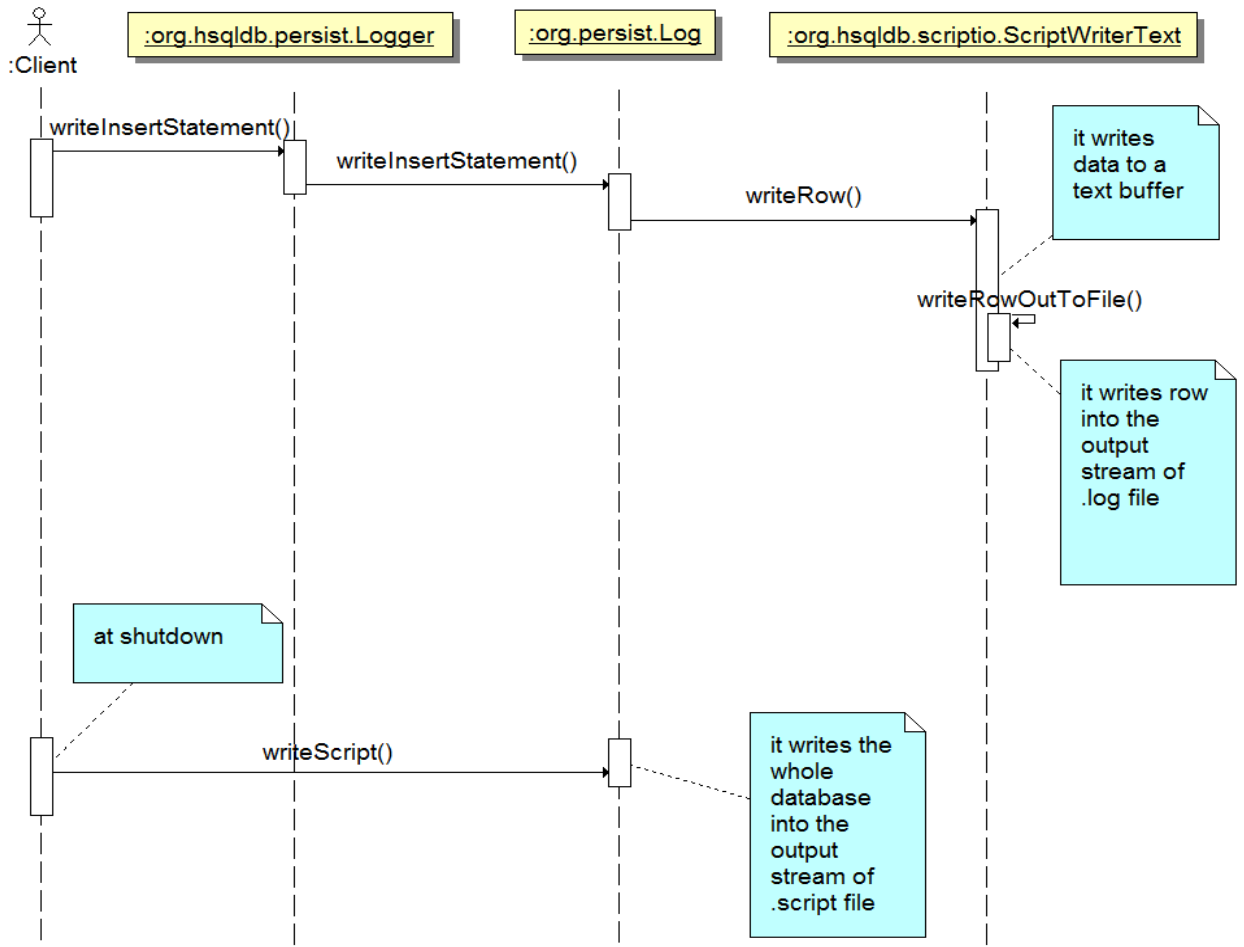 :Client
:org.hsqldb.persist.Logger
:org.persist.Log
:org.hsqldb.scriptio.ScriptWriterText
writeInsertStatement()
writeInsertStatement()
writeRow()
it writes
data to a
text buffer
writeRowOutToFile()
it writes row
into the
output
stream of
.log file
at shutdown
writeScript()
it writes the
whole
database
into the
output
stream of
.script file